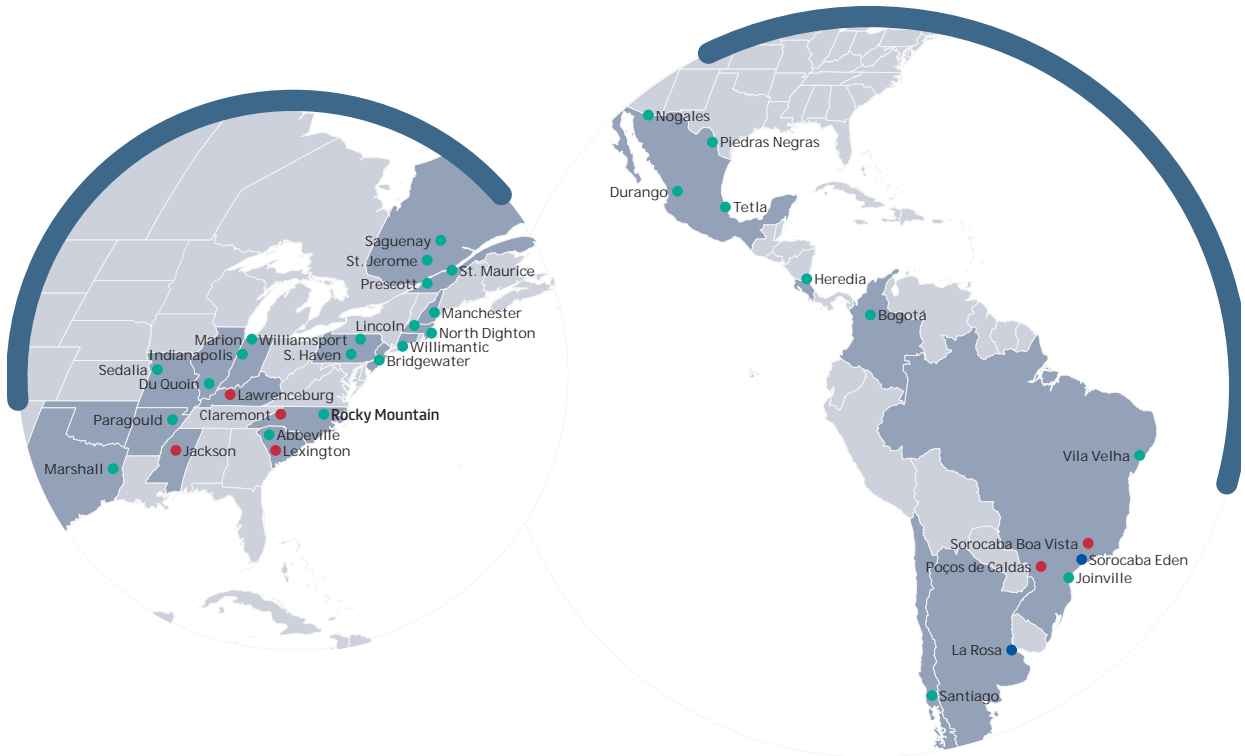 Saguenay
St. Jerome
St. Maurice
Prescott
Manchester
Lincoln
North Dighton
Marion
Williamsport
Willimantic
Indianapolis
S. Haven
Bridgewater
Sedalia
Du Quoin
Lawrenceburg
Claremont
Rocky Mountain
Paragould
Abbeville
Jackson
Lexington
Marshall
Nogales
Piedras Negras
Durango
Tetla
Heredia
Bogotá
Vila Velha
Sorocaba Boa Vista
Sorocaba Eden
Poços de Caldas
Joinville
La Rosa
Santiago